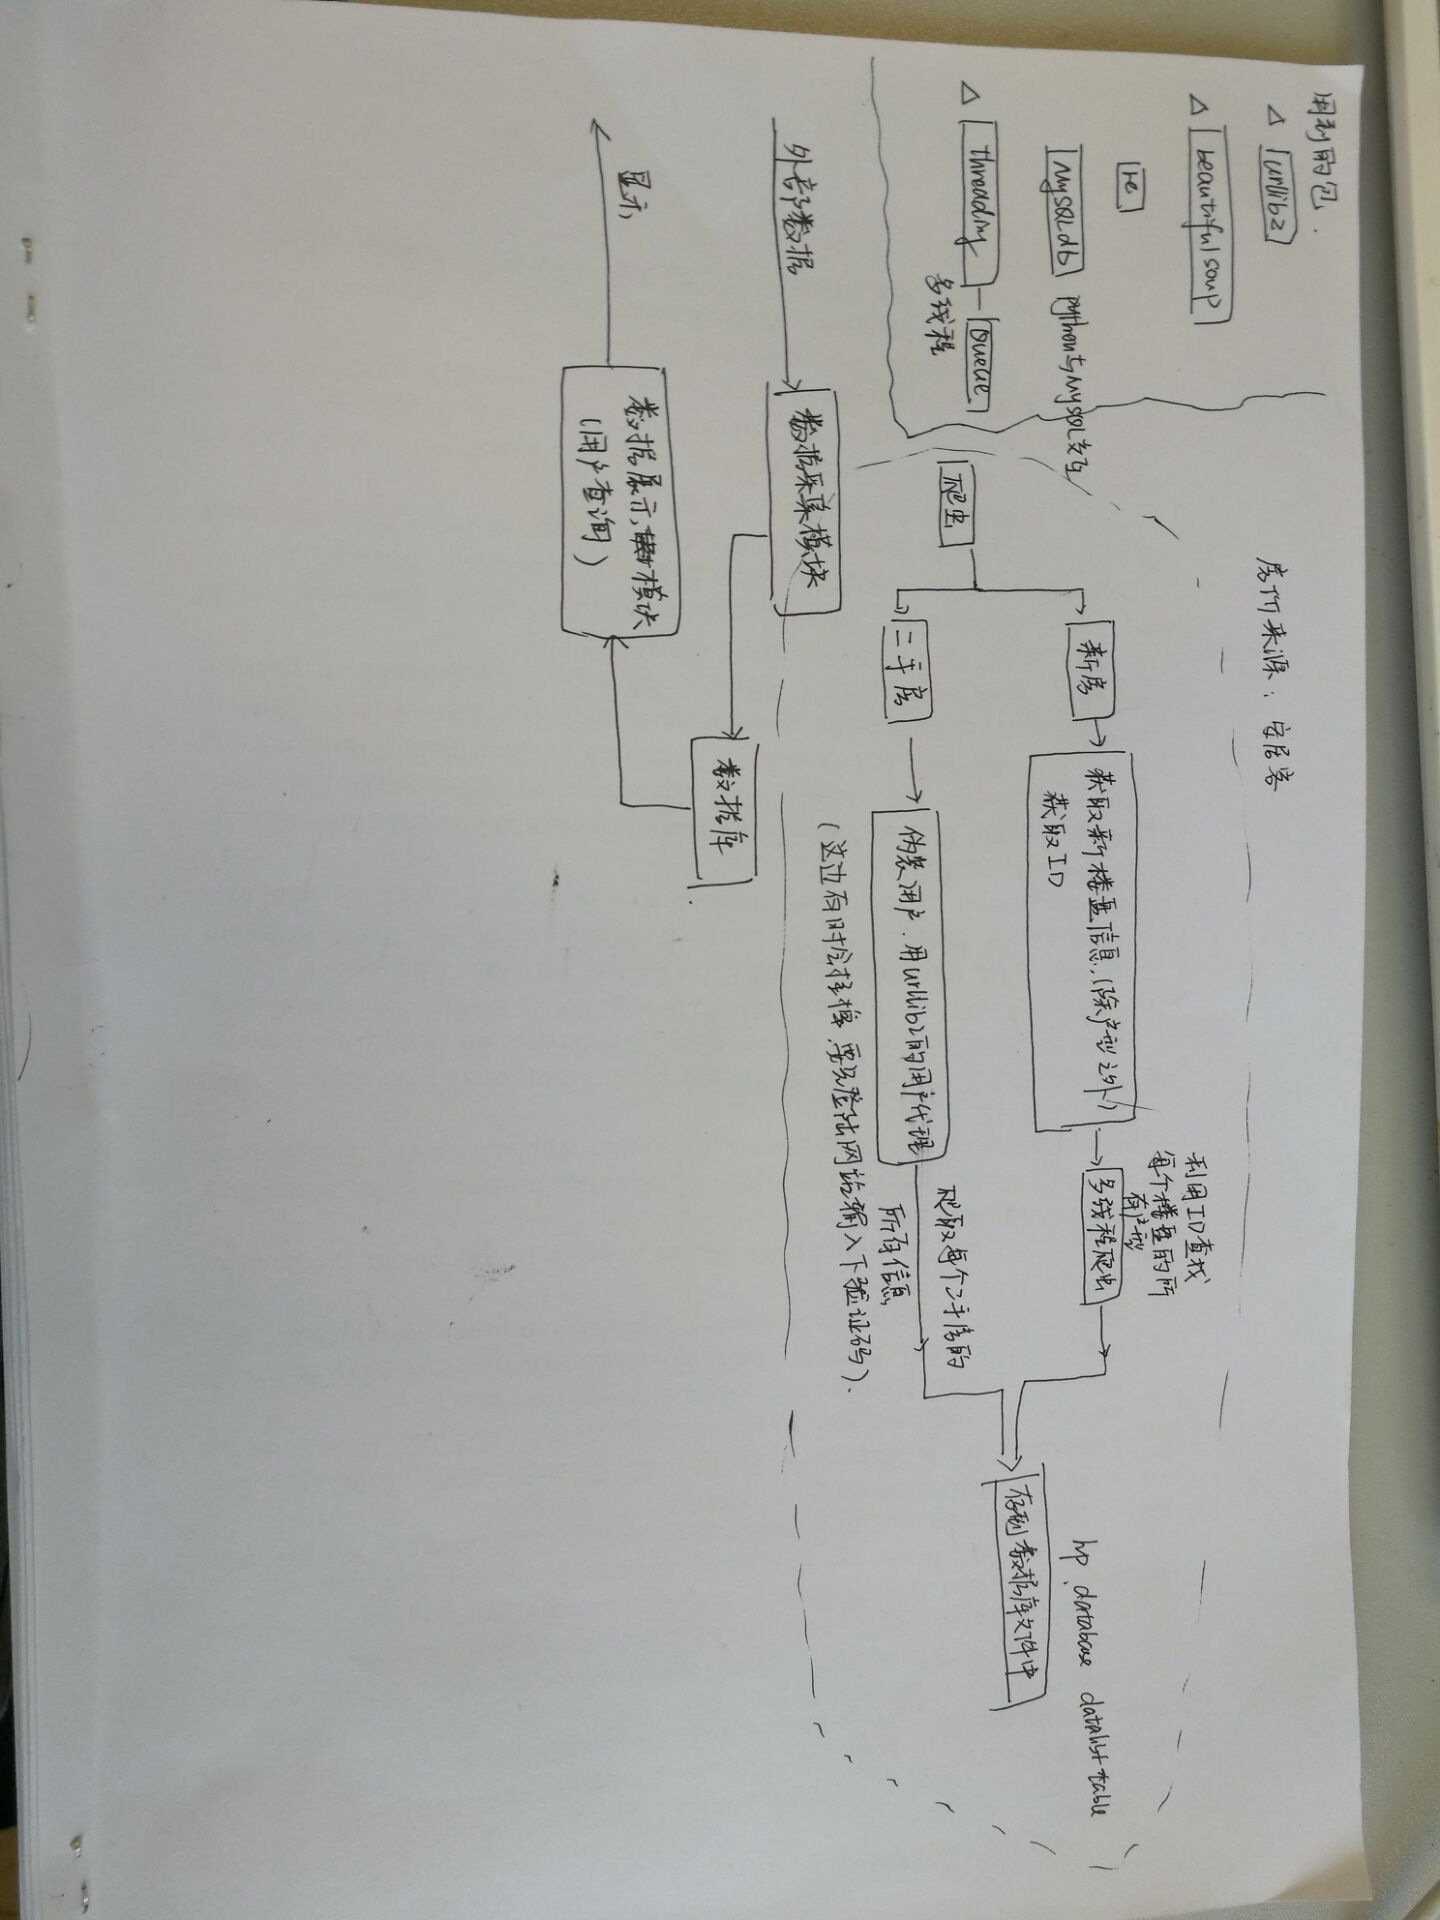 用到的包.
△ urllib2
△ beautifulsoup
re
MySQLdb python与MySQL交互
△ threading — Queue
多线程
房价来源：安居客
爬虫
新房
获取新楼盘信息,(除户型之外)
获取ID
利用ID查找
每个楼盘的所
有户型
多线程爬虫
二手房
伪装用户.用urllib2的用户代理
爬取每个二手房的
所有信息
(这边有时会挂掉,要先登陆网站输入下验证码).
存到数据库文件中
hp database datalist table
外部数据
数据采集模块
数据库
数据展示模块
(用户查询)
显示